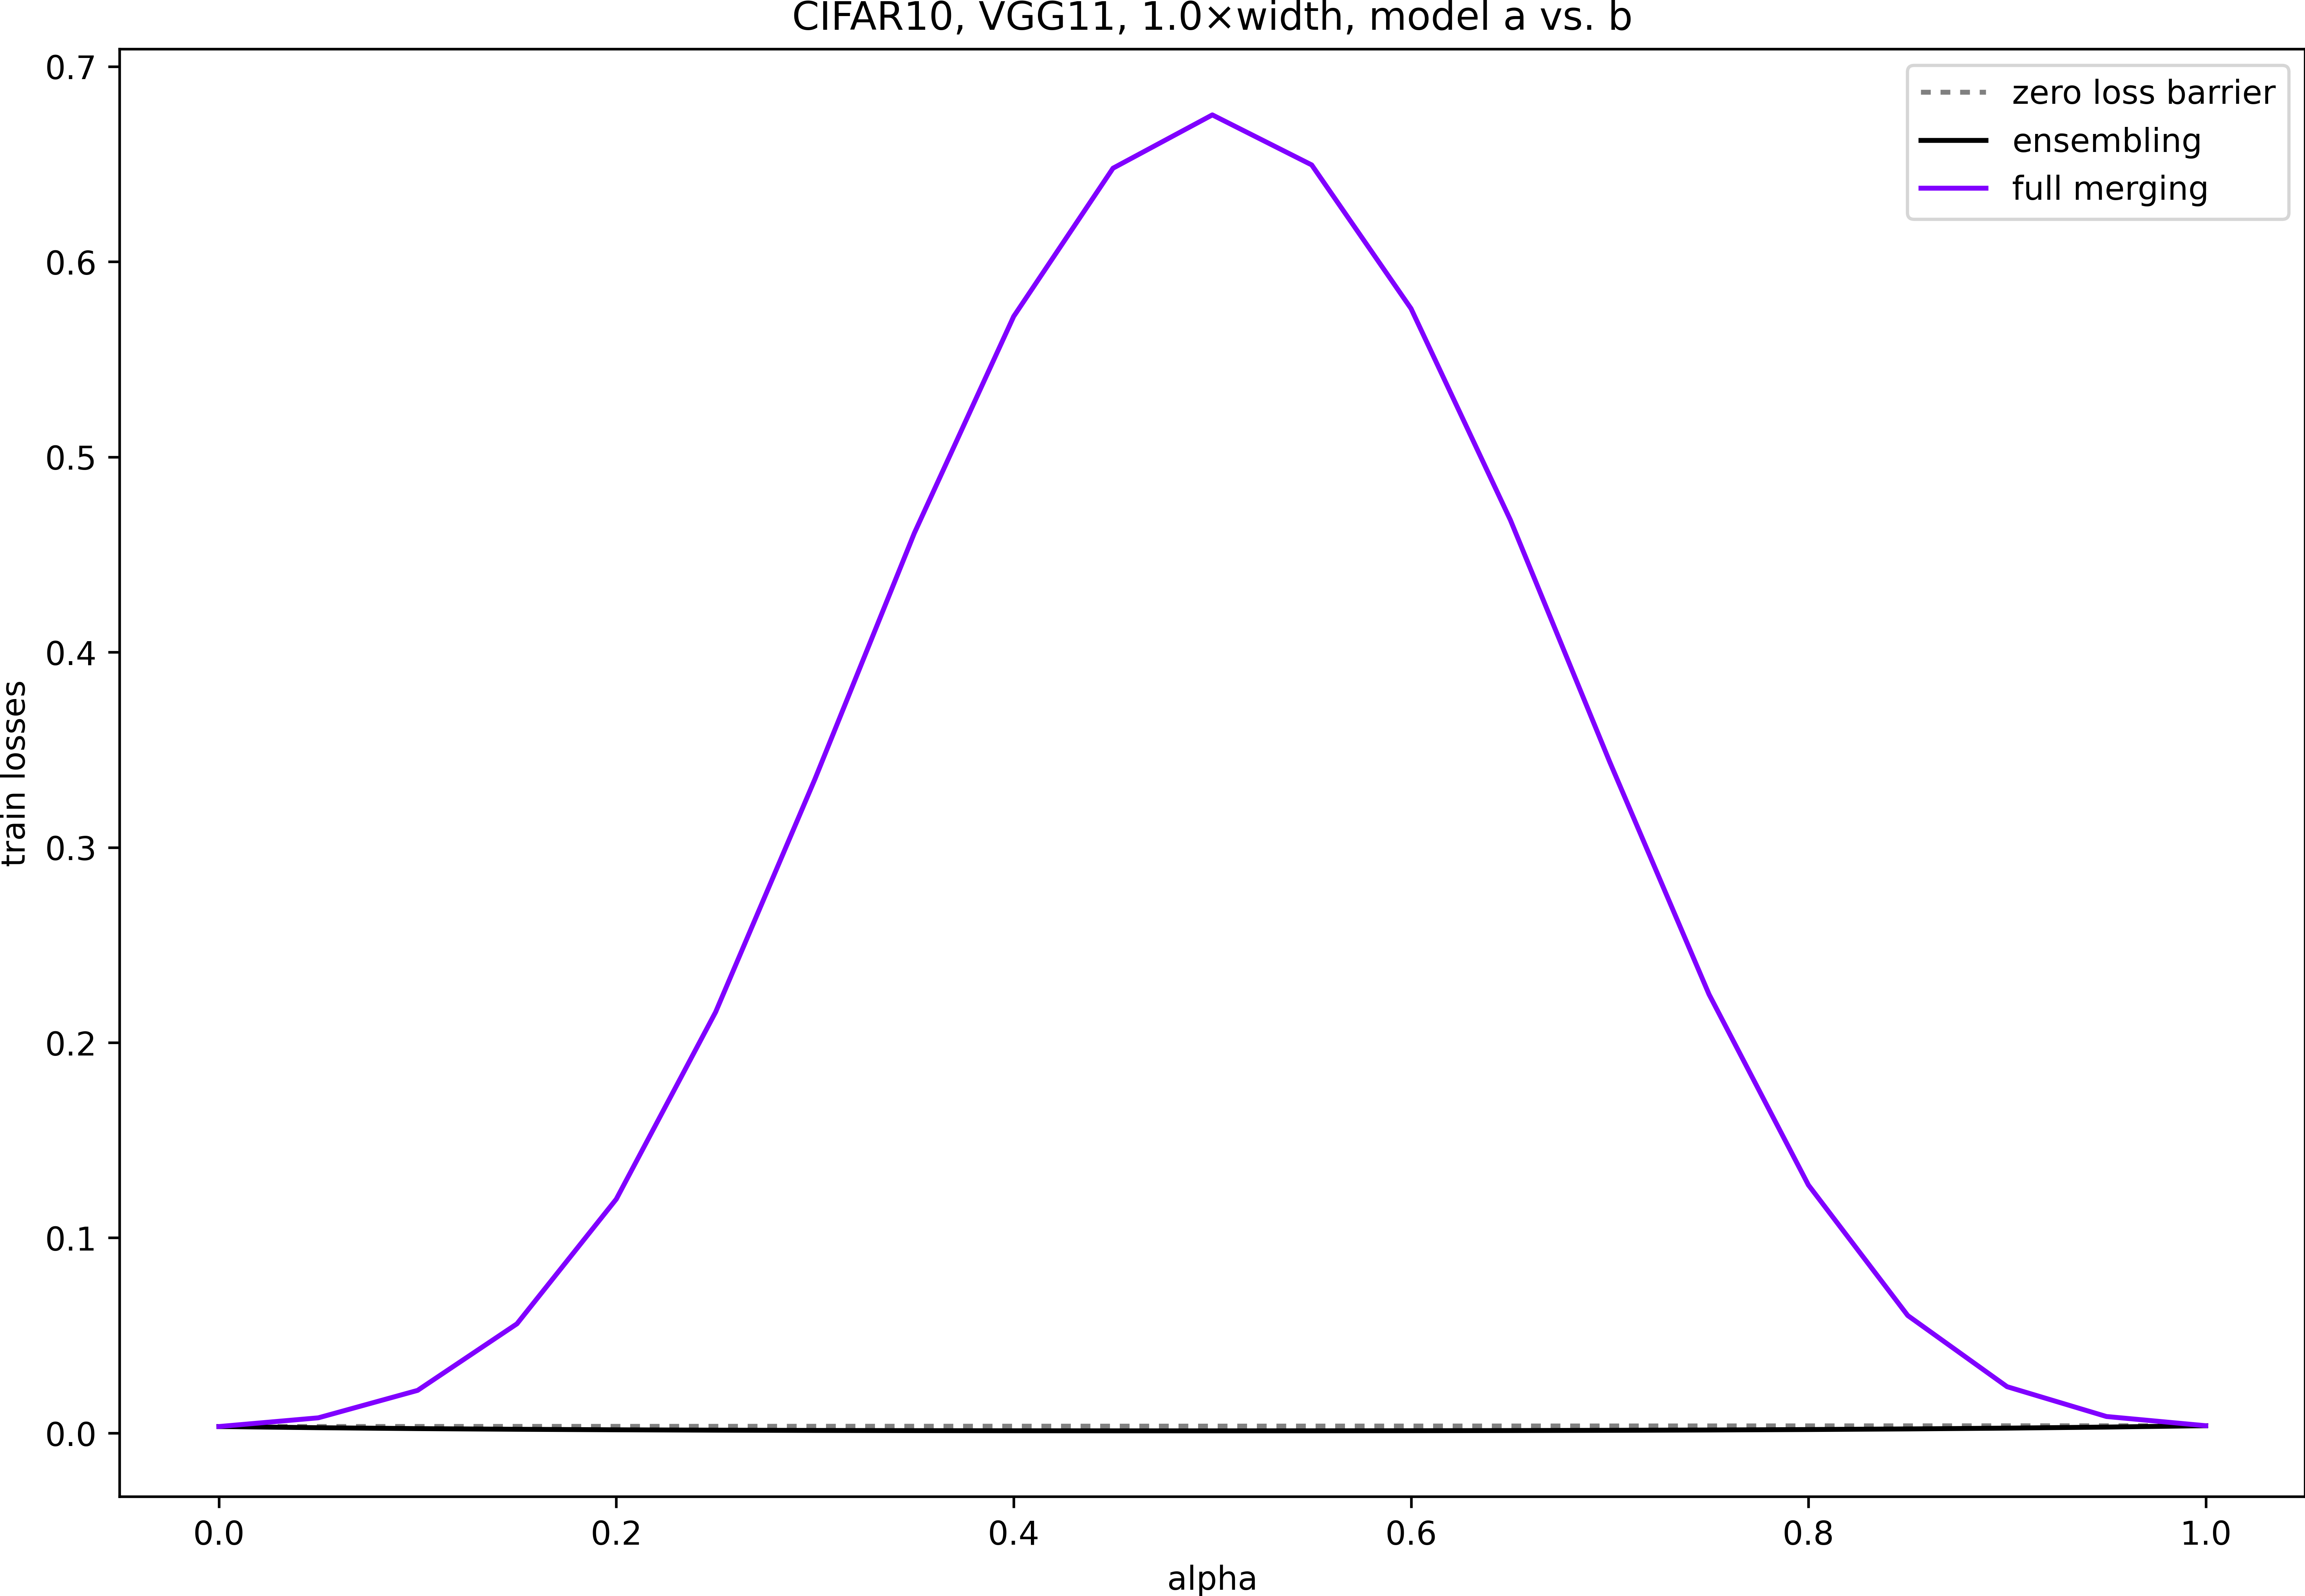 CIFAR10, VGG11, 1.0×width, model a vs. b
zero loss barrier
ensembling
full merging
train losses
0.7
0.6
0.5
0.4
0.3
0.2
0.1
0.0
0.0 0.2 0.4 0.6 0.8 1.0
alpha